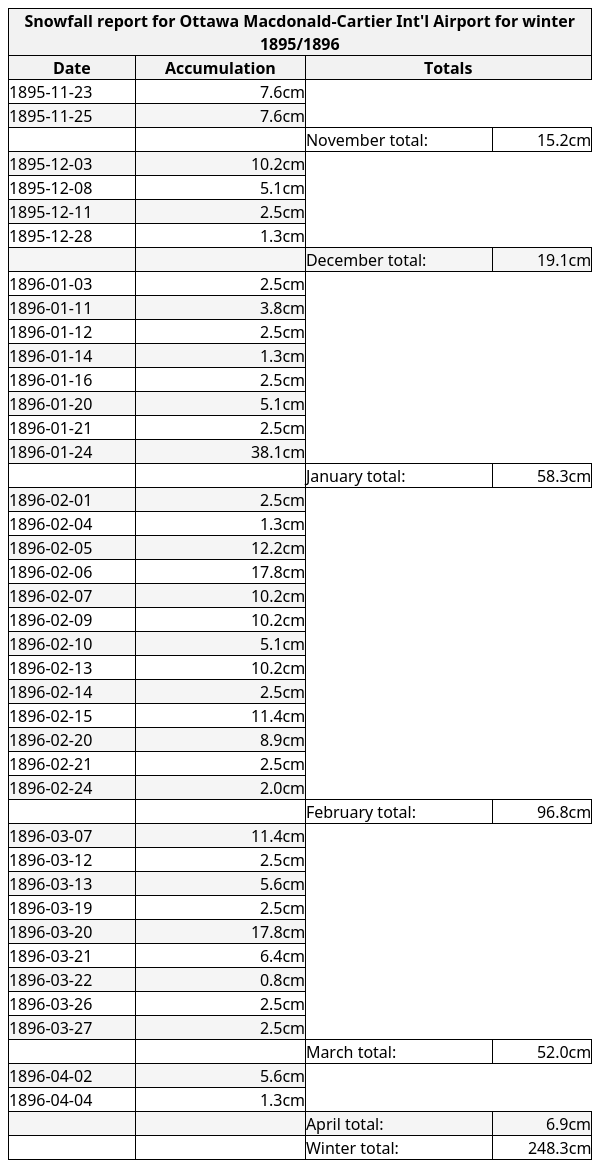 Snowfall report for Ottawa Macdonald-Cartier Int'l Airport for winter
1895/1896
Date Accumulation Totals
1895-11-23 7.6cm
1895-11-25 7.6cm
November total: 15.2cm
1895-12-03 10.2cm
1895-12-08 5.1cm
1895-12-11 2.5cm
1895-12-28 1.3cm
December total: 19.1cm
1896-01-03 2.5cm
1896-01-11 3.8cm
1896-01-12 2.5cm
1896-01-14 1.3cm
1896-01-16 2.5cm
1896-01-20 5.1cm
1896-01-21 2.5cm
1896-01-24 38.1cm
January total: 58.3cm
1896-02-01 2.5cm
1896-02-04 1.3cm
1896-02-05 12.2cm
1896-02-06 17.8cm
1896-02-07 10.2cm
1896-02-09 10.2cm
1896-02-10 5.1cm
1896-02-13 10.2cm
1896-02-14 2.5cm
1896-02-15 11.4cm
1896-02-20 8.9cm
1896-02-21 2.5cm
1896-02-24 2.0cm
February total: 96.8cm
1896-03-07 11.4cm
1896-03-12 2.5cm
1896-03-13 5.6cm
1896-03-19 2.5cm
1896-03-20 17.8cm
1896-03-21 6.4cm
1896-03-22 0.8cm
1896-03-26 2.5cm
1896-03-27 2.5cm
March total: 52.0cm
1896-04-02 5.6cm
1896-04-04 1.3cm
April total: 6.9cm
Winter total: 248.3cm